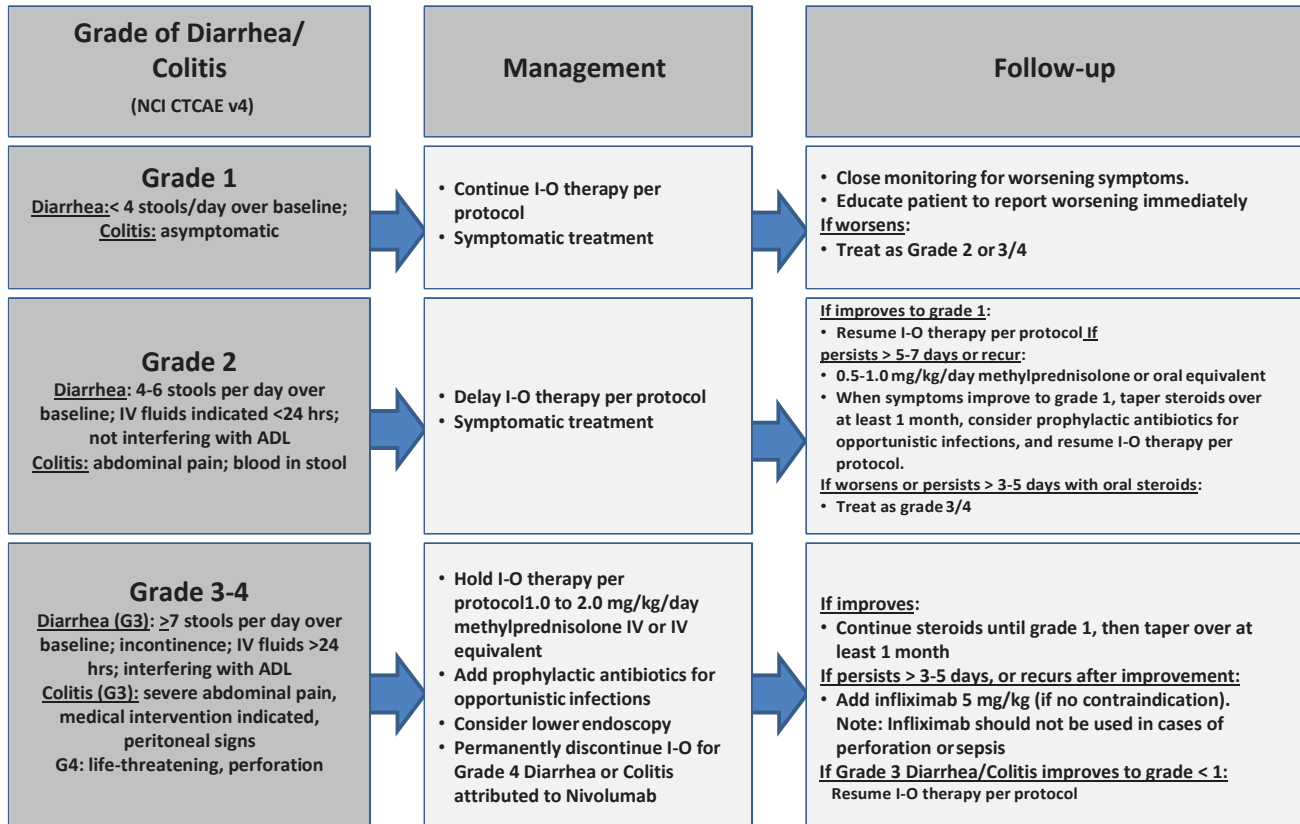 Grade of Diarrhea/
Colitis
(NCI CTCAE v4)
Management
Follow-up
Grade 1
Diarrhea:< 4 stools/day over baseline;
Colitis: asymptomatic
• Continue I-O therapy per
protocol
• Symptomatic treatment
• Close monitoring for worsening symptoms.
• Educate patient to report worsening immediately
If worsens:
• Treat as Grade 2 or 3/4
Grade 2
Diarrhea: 4-6 stools per day over
baseline; IV fluids indicated <24 hrs;
not interfering with ADL
Colitis: abdominal pain; blood in stool
• Delay I-O therapy per protocol
• Symptomatic treatment
If improves to grade 1:
• Resume I-O therapy per protocol If
persists > 5-7 days or recur:
• 0.5-1.0 mg/kg/day methylprednisolone or oral equivalent
• When symptoms improve to grade 1, taper steroids over
at least 1 month, consider prophylactic antibiotics for
opportunistic infections, and resume I-O therapy per
protocol.
If worsens or persists > 3-5 days with oral steroids:
• Treat as grade 3/4
Grade 3-4
Diarrhea (G3): >7 stools per day over
baseline; incontinence; IV fluids >24
hrs; interfering with ADL
Colitis (G3): severe abdominal pain,
medical intervention indicated,
peritoneal signs
G4: life-threatening, perforation
• Hold I-O therapy per
protocol1.0 to 2.0 mg/kg/day
methylprednisolone IV or IV
equivalent
• Add prophylactic antibiotics for
opportunistic infections
• Consider lower endoscopy
• Permanently discontinue I-O for
Grade 4 Diarrhea or Colitis
attributed to Nivolumab
If improves:
• Continue steroids until grade 1, then taper over at
least 1 month
If persists > 3-5 days, or recurs after improvement:
• Add infliximab 5 mg/kg (if no contraindication).
Note: Infliximab should not be used in cases of
perforation or sepsis
If Grade 3 Diarrhea/Colitis improves to grade < 1:
Resume I-O therapy per protocol